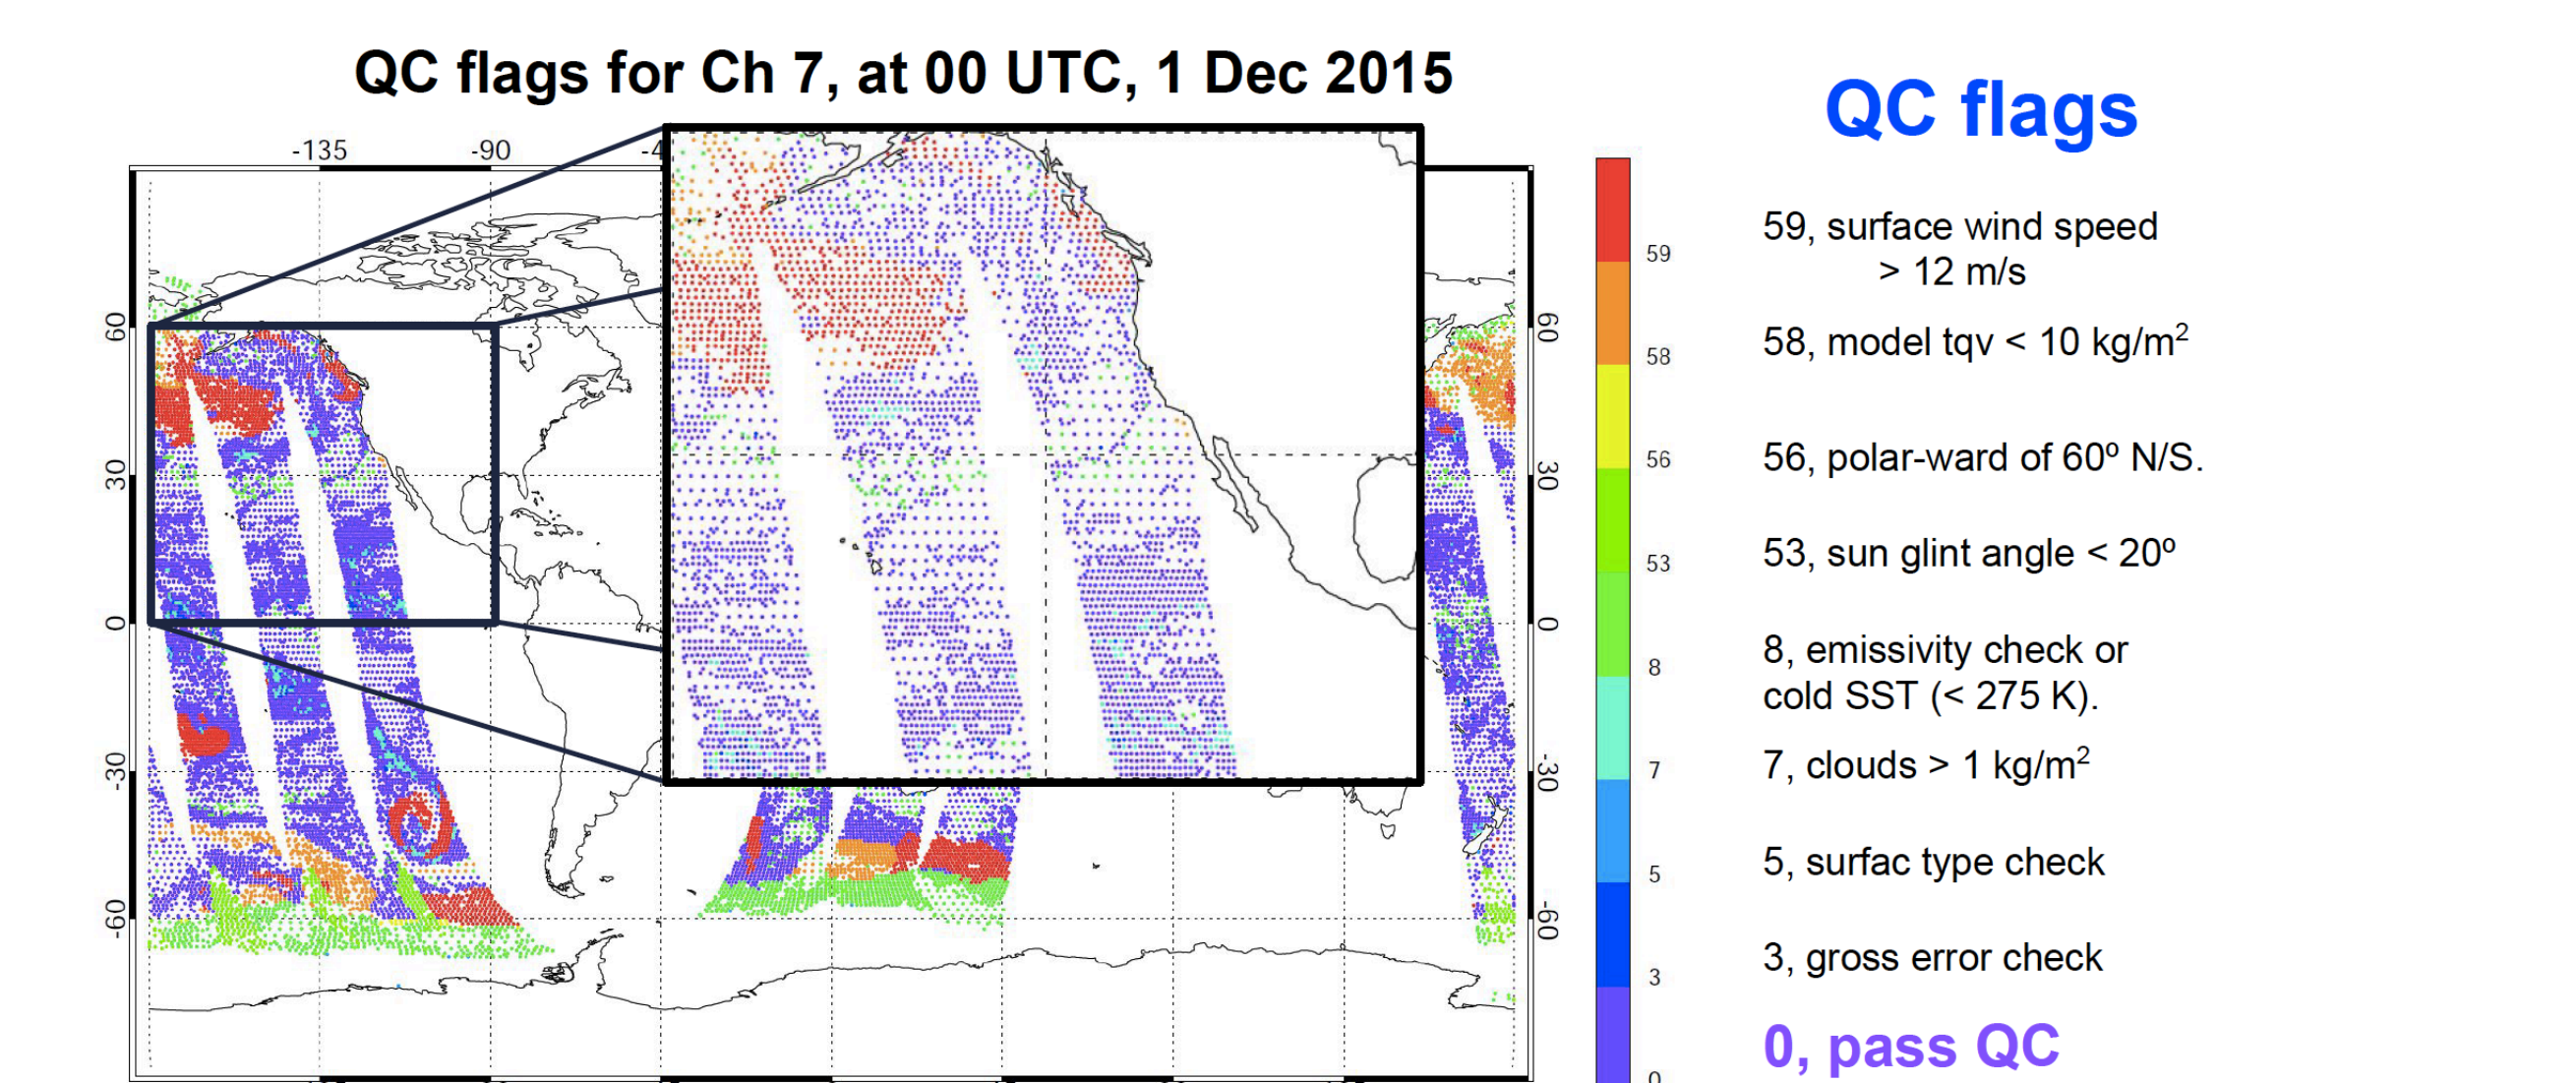 QC flags for Ch 7, at 00 UTC, 1 Dec 2015
QC flags
-135 -90 -4
60
30
0
-30
-60
60
30
0
-30
-60
59
58
56
53
8
7
5
3
0
59, surface wind speed
> 12 m/s
58, model tqv < 10 kg/m²
56, polar-ward of 60º N/S.
53, sun glint angle < 20º
8, emissivity check or
cold SST (< 275 K).
7, clouds > 1 kg/m²
5, surfac type check
3, gross error check
0, pass QC